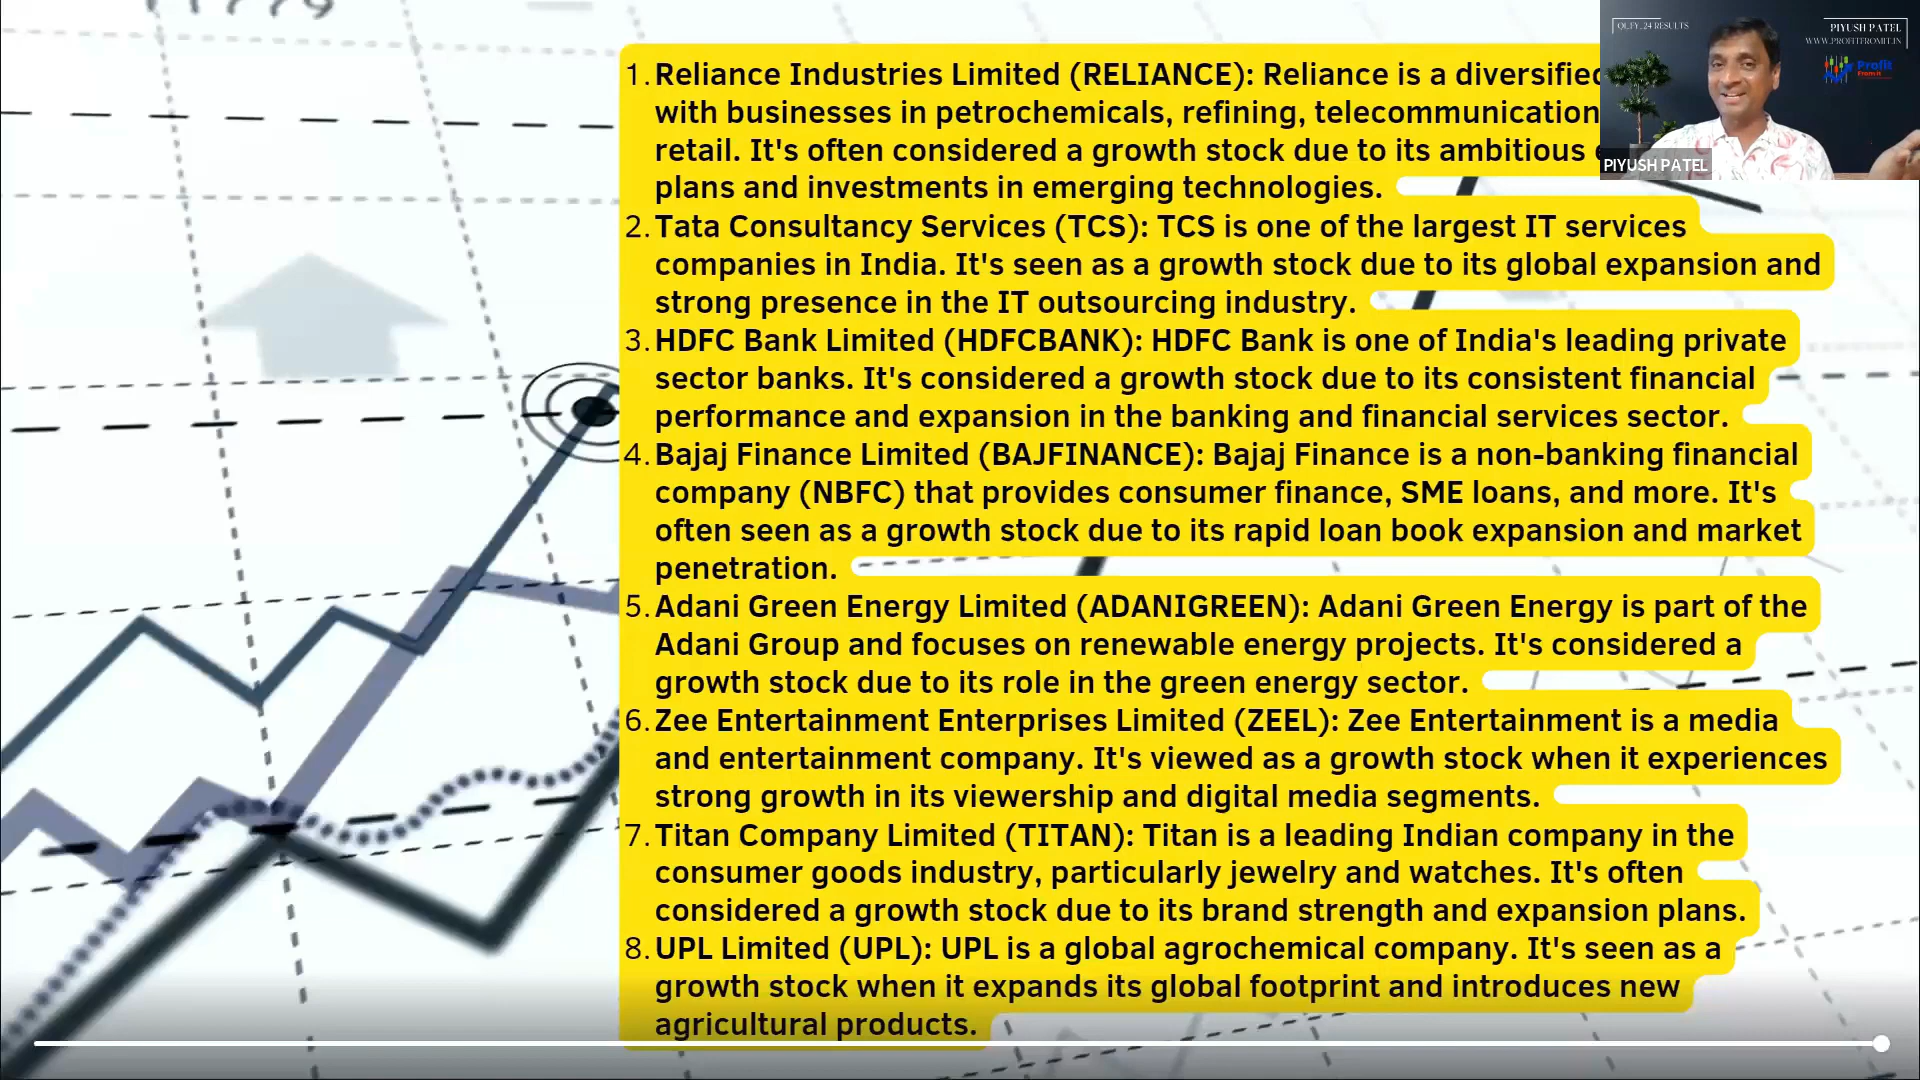 1. Reliance Industries Limited (RELIANCE): Reliance is a diversified
with businesses in petrochemicals, refining, telecommunication
retail. It's often considered a growth stock due to its ambitious
plans and investments in emerging technologies.
2. Tata Consultancy Services (TCS): TCS is one of the largest IT services
companies in India. It's seen as a growth stock due to its global expansion and
strong presence in the IT outsourcing industry.
3. HDFC Bank Limited (HDFCBANK): HDFC Bank is one of India's leading private
sector banks. It's considered a growth stock due to its consistent financial
performance and expansion in the banking and financial services sector.
4. Bajaj Finance Limited (BAJFINANCE): Bajaj Finance is a non-banking financial
company (NBFC) that provides consumer finance, SME loans, and more. It's
often seen as a growth stock due to its rapid loan book expansion and market
penetration.
5. Adani Green Energy Limited (ADANIGREEN): Adani Green Energy is part of the
Adani Group and focuses on renewable energy projects. It's considered a
growth stock due to its role in the green energy sector.
6. Zee Entertainment Enterprises Limited (ZEEL): Zee Entertainment is a media
and entertainment company. It's viewed as a growth stock when it experiences
strong growth in its viewership and digital media segments.
7. Titan Company Limited (TITAN): Titan is a leading Indian company in the
consumer goods industry, particularly jewelry and watches. It's often
considered a growth stock due to its brand strength and expansion plans.
8. UPL Limited (UPL): UPL is a global agrochemical company. It's seen as a
growth stock when it expands its global footprint and introduces new
agricultural products.
RESULTS
PIYUSH PATEL
WWW.PROFITFROMIT.IN
Profit
From it
PIYUSH PATEL